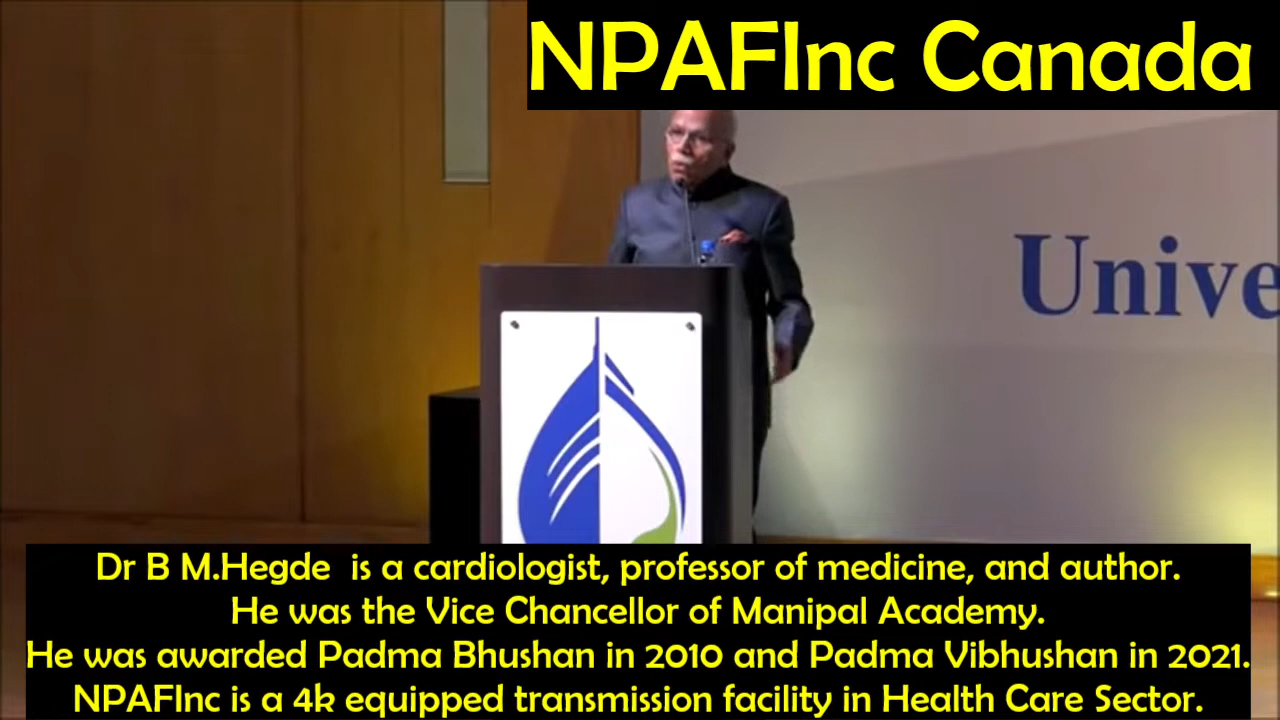 NPAFInc Canada
Unive
Dr B M.Hegde is a cardiologist, professor of medicine, and author.
He was the Vice Chancellor of Manipal Academy.
He was awarded Padma Bhushan in 2010 and Padma Vibhushan in 2021.
NPAFInc is a 4k equipped transmission facility in Health Care Sector.